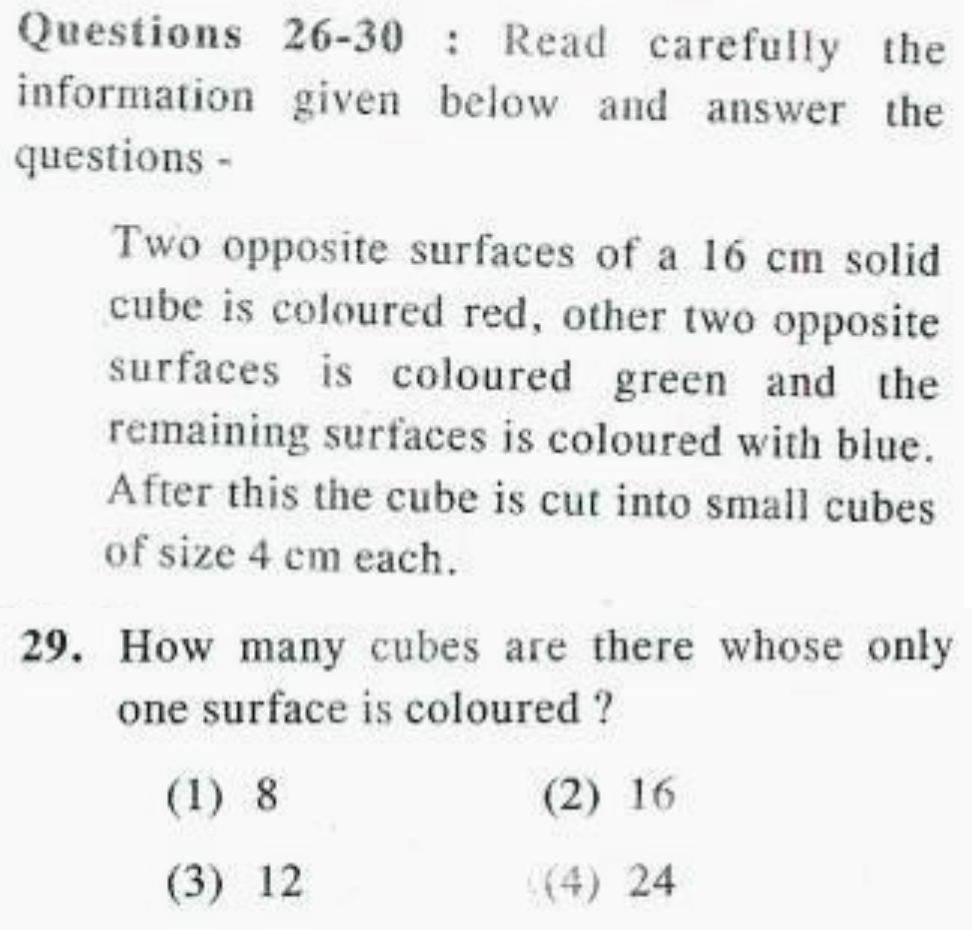 Questions 26-30 : Read carefully the
information given below and answer the
questions -
Two opposite surfaces of a 16 cm solid
cube is coloured red, other two opposite
surfaces is coloured green and the
remaining surfaces is coloured with blue.
After this the cube is cut into small cubes
of size 4 cm each.
29. How many cubes are there whose only
one surface is coloured ?
(1) 8 (2) 16
(3) 12 (4) 24